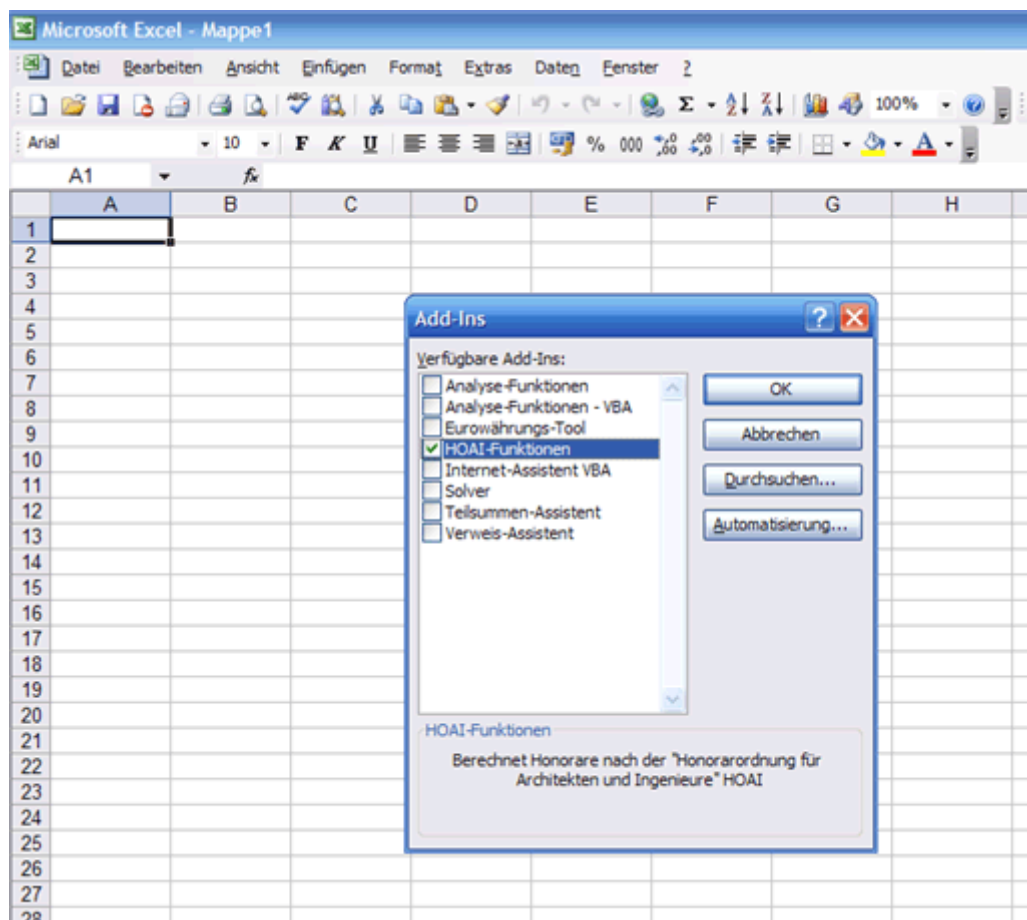 Microsoft Excel - Mappe1
Datei Bearbeiten Ansicht Einfügen Format Extras Daten Fenster ?
100%
Arial 10 F K U % 000
A1 fx
A B C D E F G H
1
2
3
4
5
6
7
8
9
10
11
12
13
14
15
16
17
18
19
20
21
22
23
24
25
26
27
28
Add-Ins
Verfügbare Add-Ins:
Analyse-Funktionen
Analyse-Funktionen - VBA
Eurowährungs-Tool
HOAI-Funktionen
Internet-Assistent VBA
Solver
Teilsummen-Assistent
Verweis-Assistent
OK
Abbrechen
Durchsuchen...
Automatisierung...
HOAI-Funktionen
Berechnet Honorare nach der "Honorarordnung für
Architekten und Ingenieure" HOAI